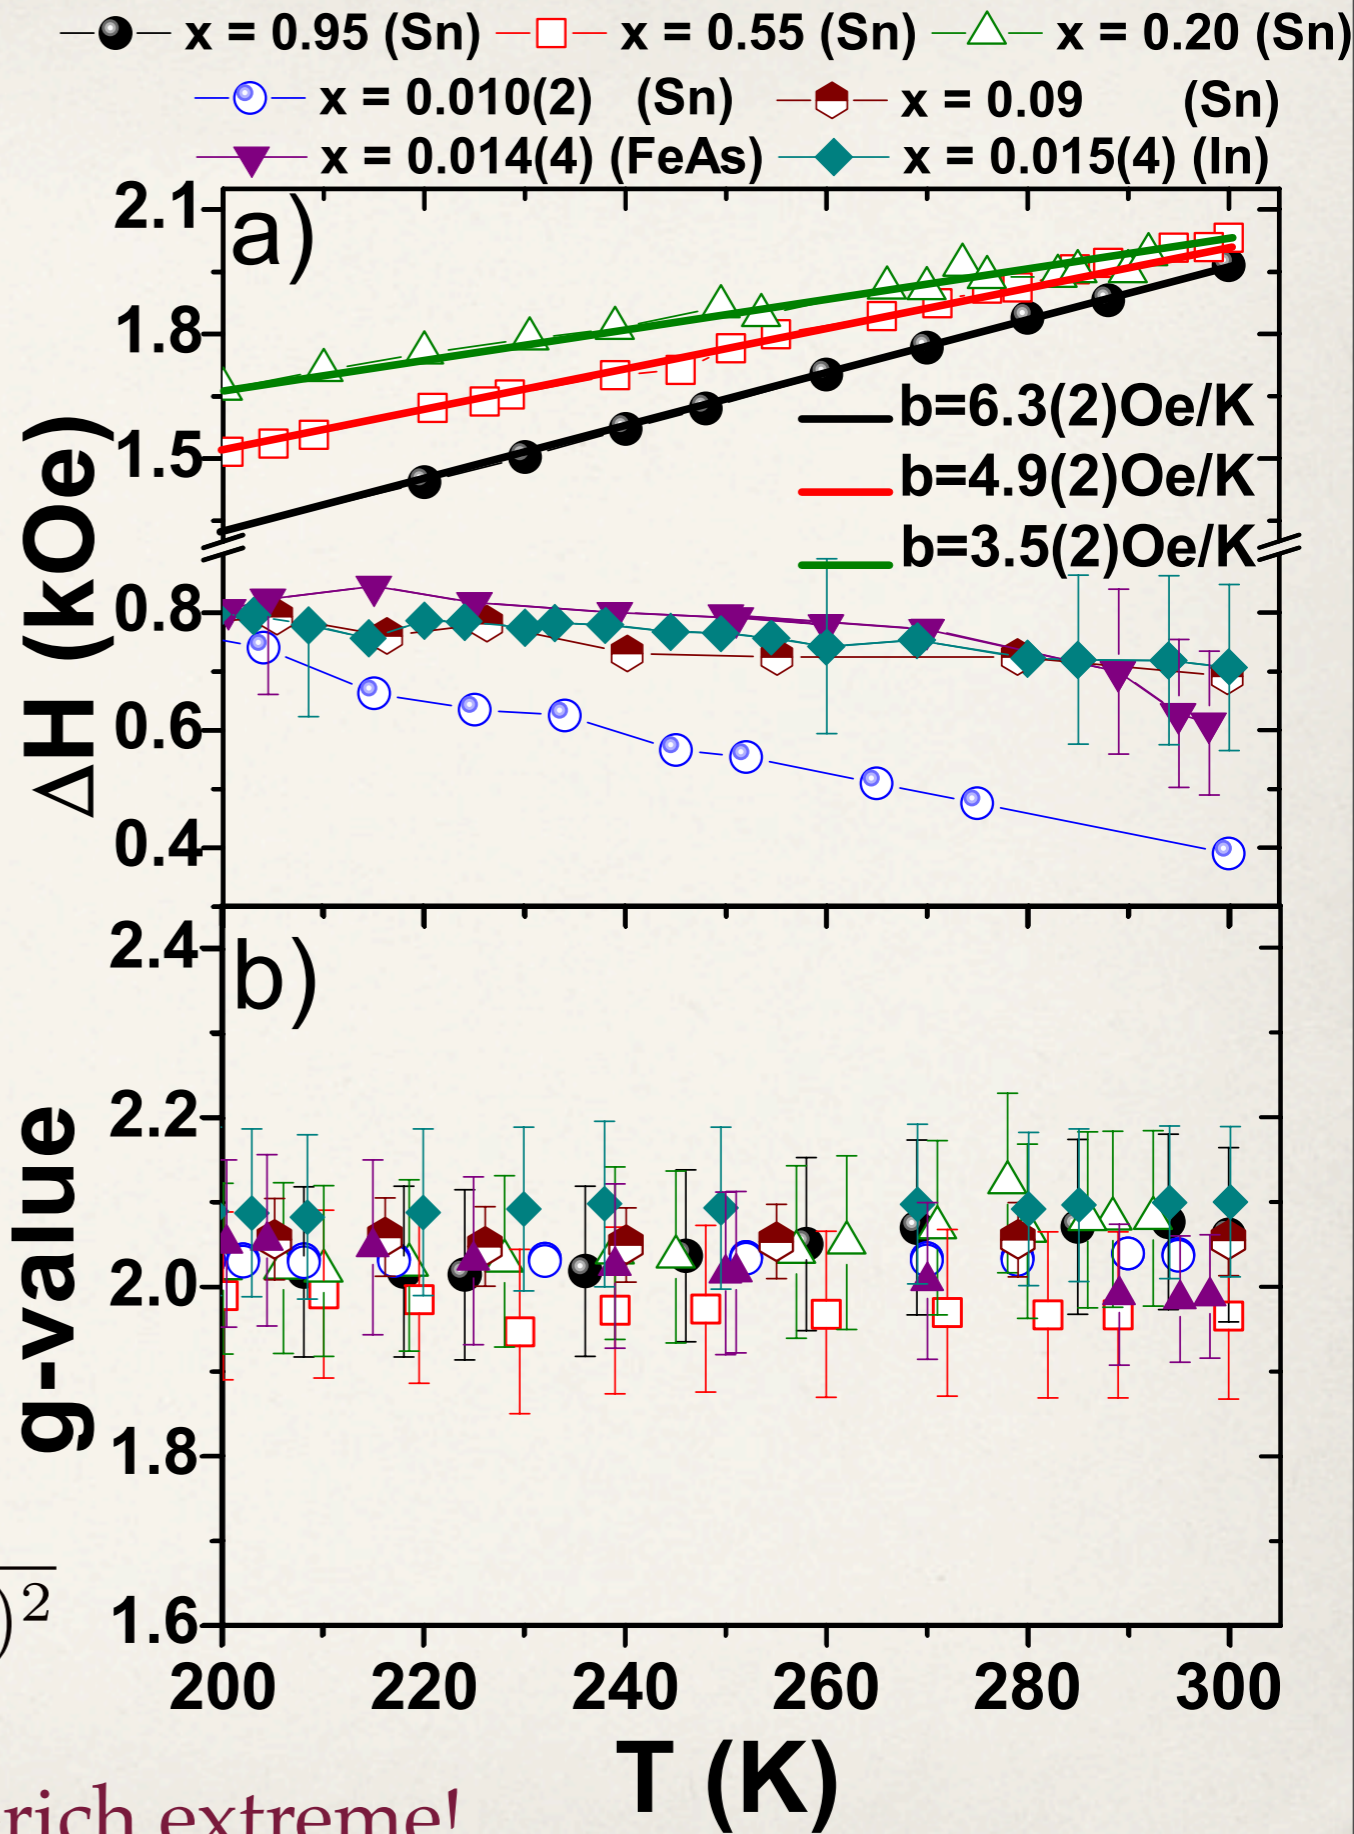 x = 0.95 (Sn) x = 0.55 (Sn) x = 0.20 (Sn)
x = 0.010(2) (Sn) x = 0.09 (Sn)
x = 0.014(4) (FeAs) x = 0.015(4) (In)
a)
2.1
1.8
1.5
0.8
0.6
0.4
ΔH (kOe)
b=6.3(2)Oe/K
b=4.9(2)Oe/K
b=3.5(2)Oe/K
b)
2.4
2.2
2.0
1.8
1.6
g-value
)²
200 220 240 260 280 300
T (K)
rich extreme!